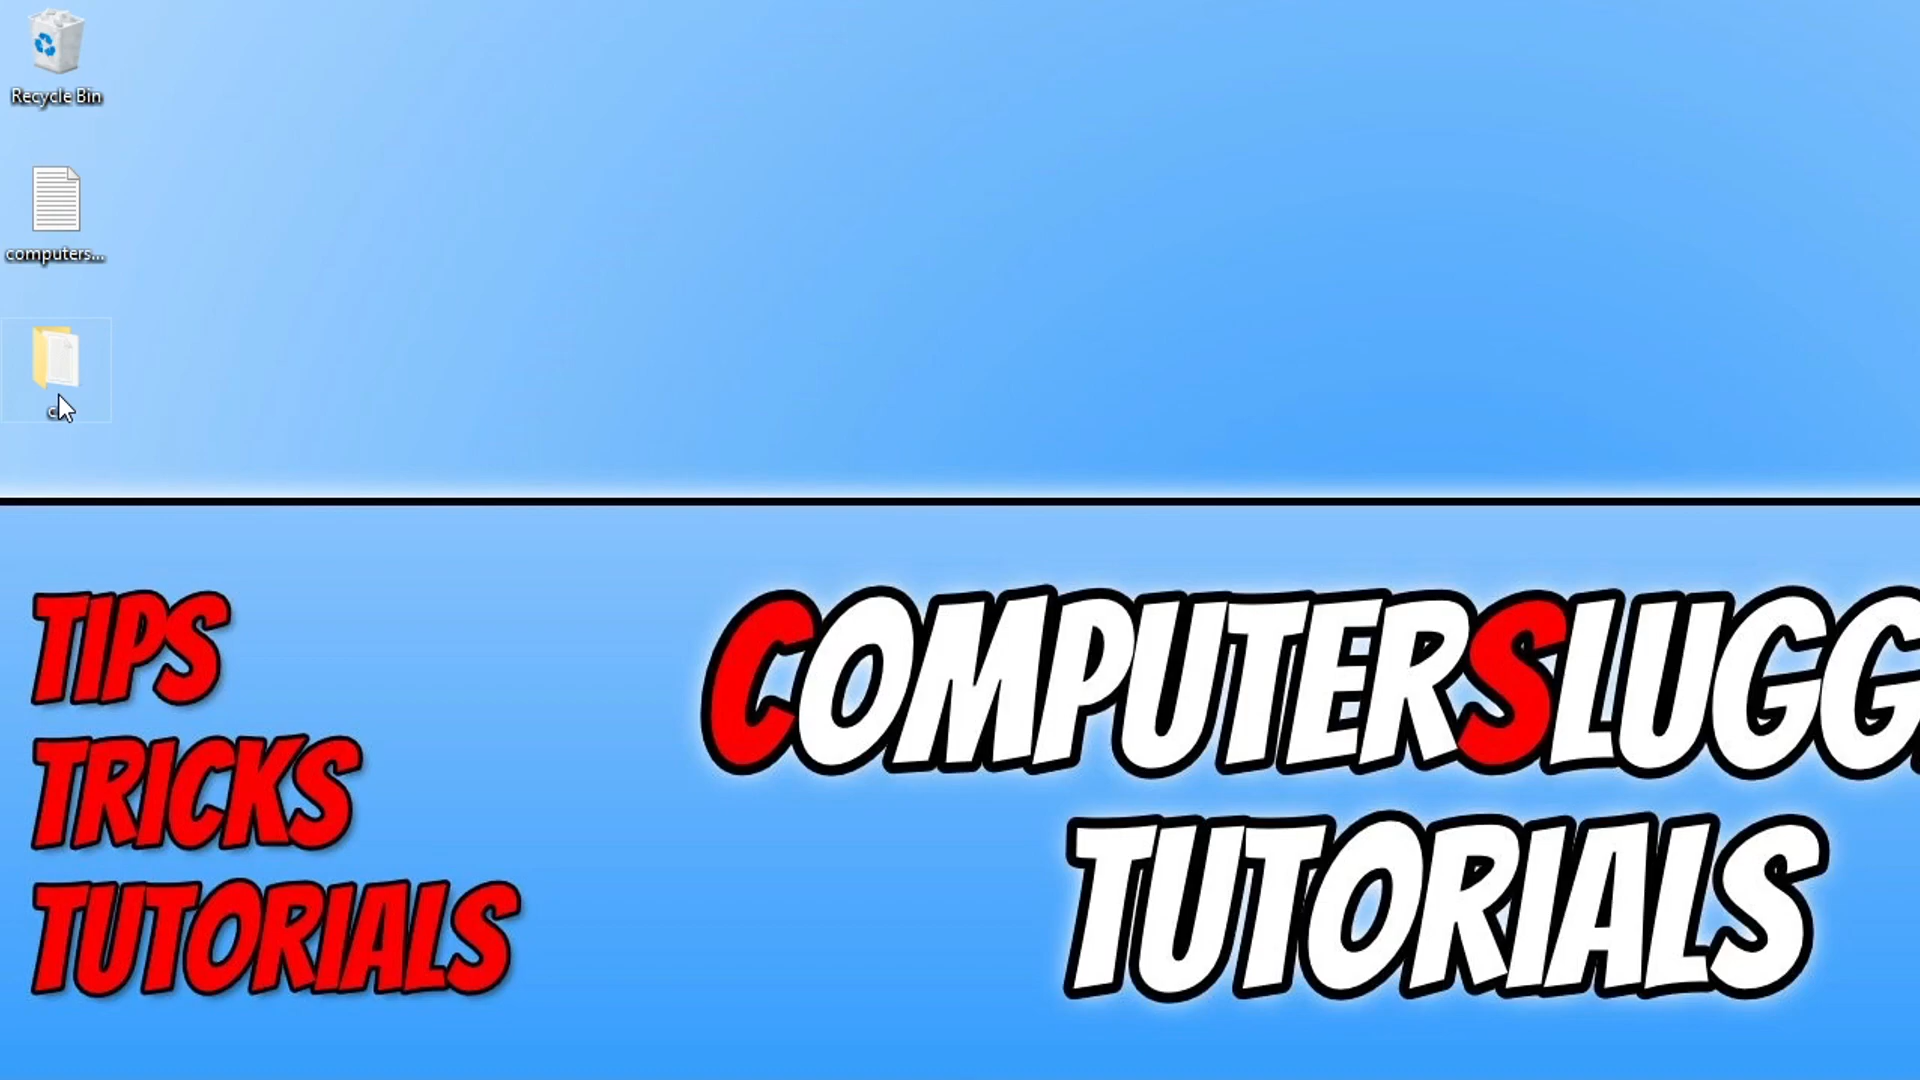 Recycle Bin
computers...
TIPS
TRICKS
TUTORIALS
COMPUTERSLUGG
TUTORIALS